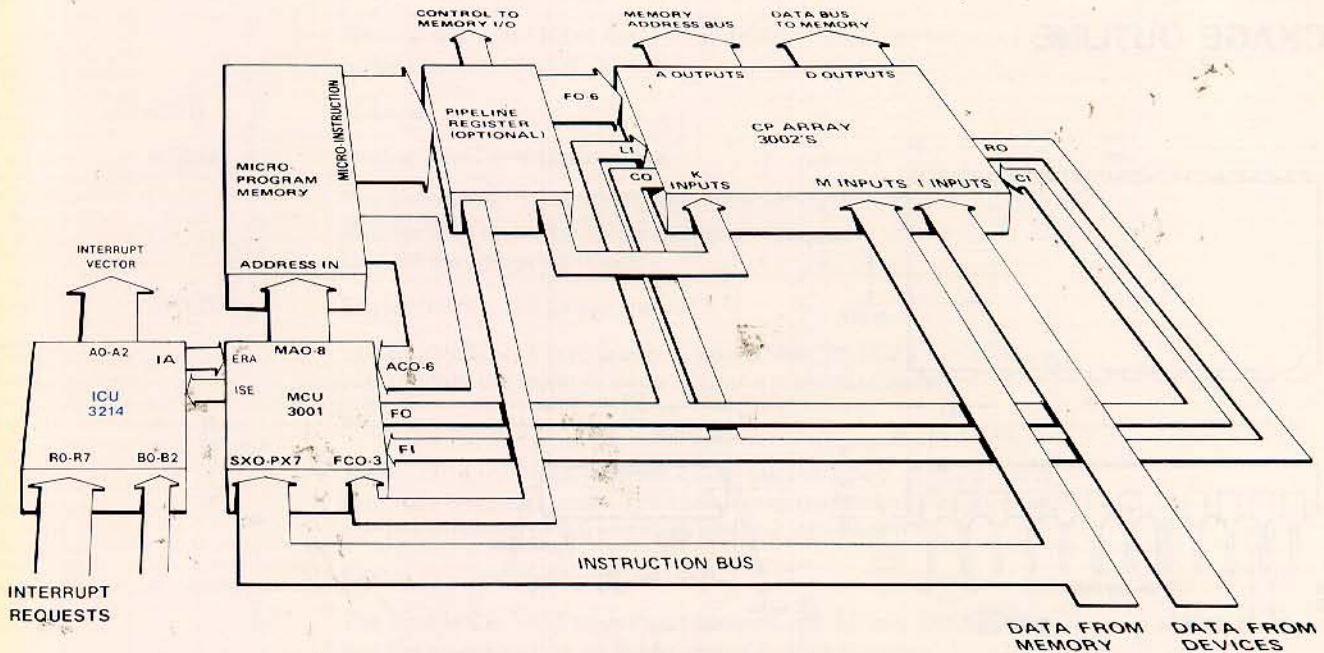 CONTROL TO
MEMORY I/O
MEMORY
ADDRESS BUS
DATA BUS
TO MEMORY
CKAGE OUTLINE
A OUTPUTS
D OUTPUTS
MICRO-INSTRUCTION
FO-6
PIPELINE
REGISTER
(OPTIONAL)
CP ARRAY
3002'S
LI
RO
MICRO-
PROGRAM
MEMORY
CO
K
INPUTS
M INPUTS
I INPUTS
CI
INTERRUPT
VECTOR
ADDRESS IN
AO-A2
IA
ERA
MAO-8
ACO-6
ISE
ICU
3214
MCU
3001
FO
FI
RO-R7
BO-B2
SXO-PX7
FCO-3
INSTRUCTION BUS
INTERRUPT
REQUESTS
DATA FROM
MEMORY
DATA FROM
DEVICES